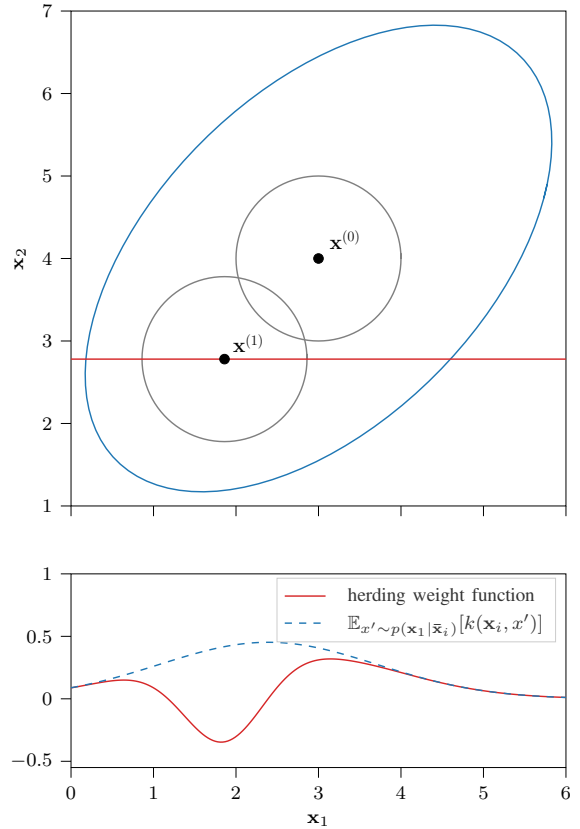 7
6
5
4
3
2
1
x₂
x⁽⁰⁾
x⁽¹⁾
1
0.5
0
−0.5
herding weight function
𝔼ₓ′∼ₚ(𝐱₁|𝐱̄ᵢ)[k(𝐱ᵢ, x′)]
0 1 2 3 4 5 6
x₁